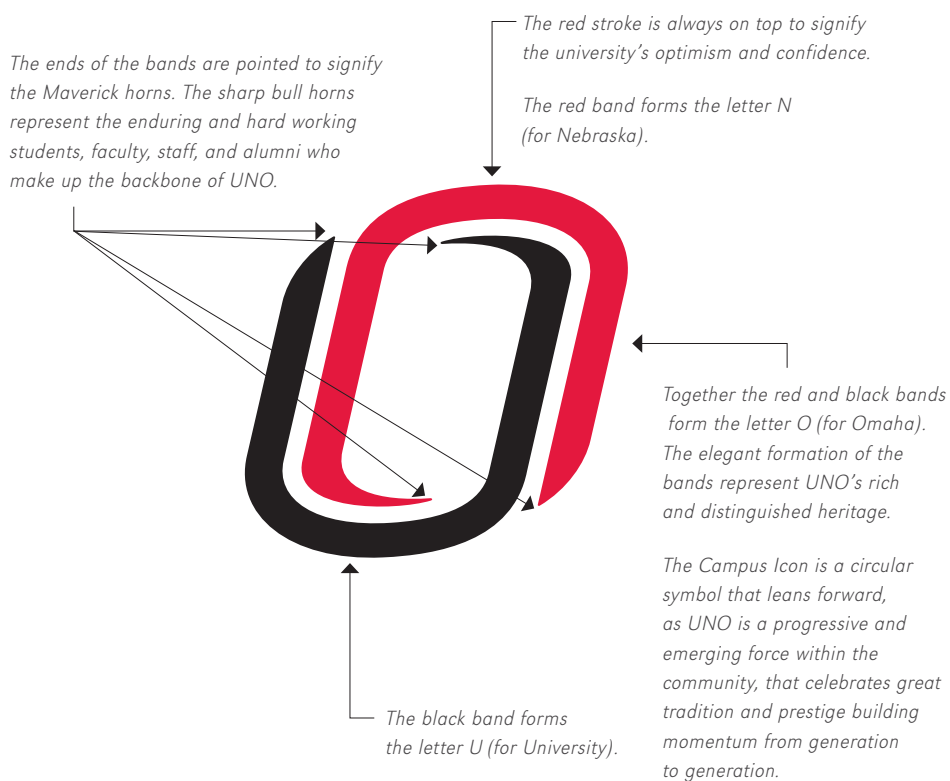 The red stroke is always on top to signify
the university's optimism and confidence.
The red band forms the letter N
(for Nebraska).
The ends of the bands are pointed to signify
the Maverick horns. The sharp bull horns
represent the enduring and hard working
students, faculty, staff, and alumni who
make up the backbone of UNO.
Together the red and black bands
form the letter O (for Omaha).
The elegant formation of the
bands represent UNO's rich
and distinguished heritage.
The Campus Icon is a circular
symbol that leans forward,
as UNO is a progressive and
emerging force within the
community, that celebrates great
tradition and prestige building
momentum from generation
to generation.
The black band forms
the letter U (for University).